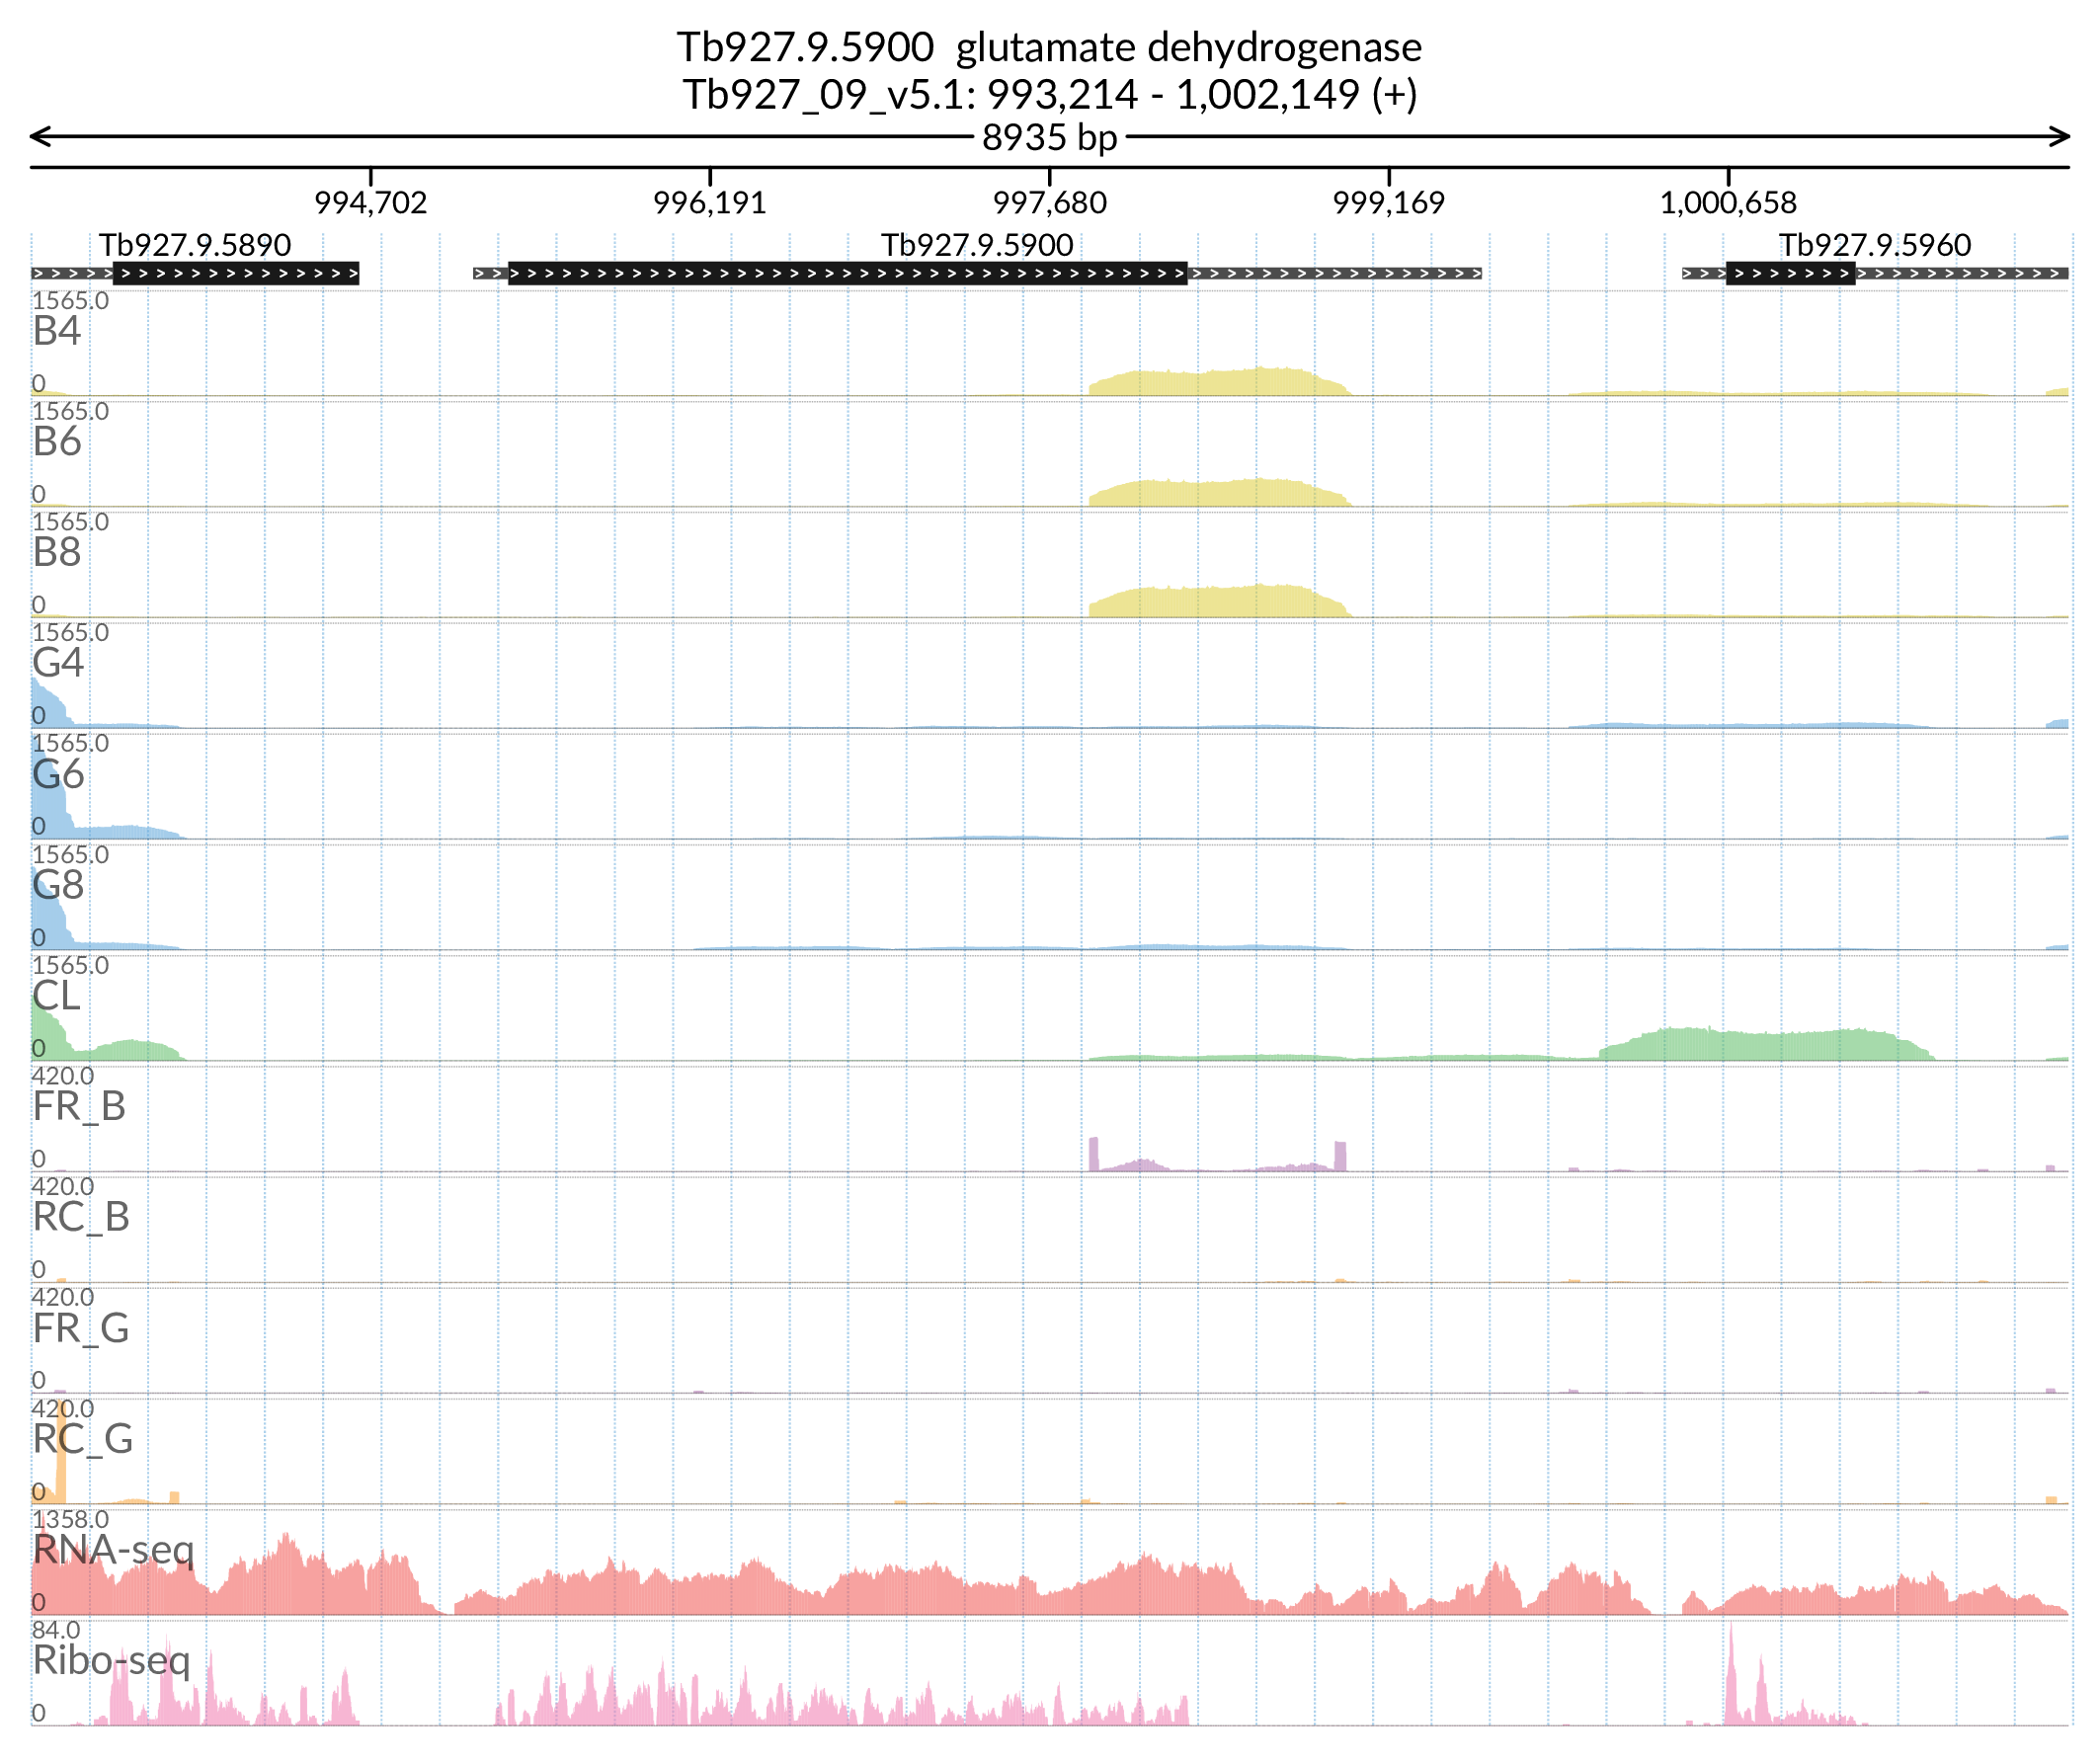 Tb927.9.5900 glutamate dehydrogenase
Tb927_09_v5.1: 993,214 - 1,002,149 (+)
8935 bp
994,702 996,191 997,680 999,169 1,000,658
Tb927.9.5890 Tb927.9.5900 Tb927.9.5960
1565.0
B4
0
1565.0
B6
0
1565.0
B8
0
1565.0
G4
0
1565.0
G6
0
1565.0
G8
0
1565.0
CL
0
420.0
FR_B
0
420.0
RC_B
0
420.0
FR_G
0
420.0
RC_G
0
1358.0
RNA-seq
0
84.0
Ribo-seq
0